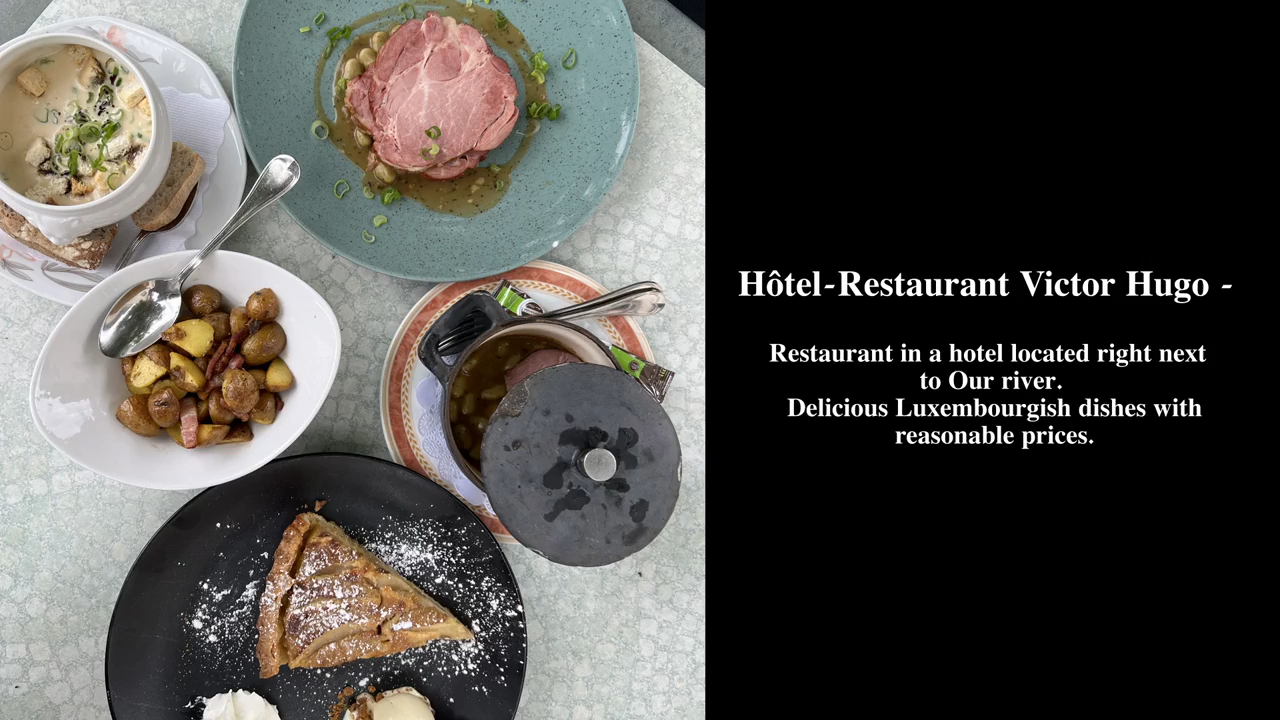 Hôtel-Restaurant Victor Hugo -
Restaurant in a hotel located right next
to Our river.
Delicious Luxembourgish dishes with
reasonable prices.